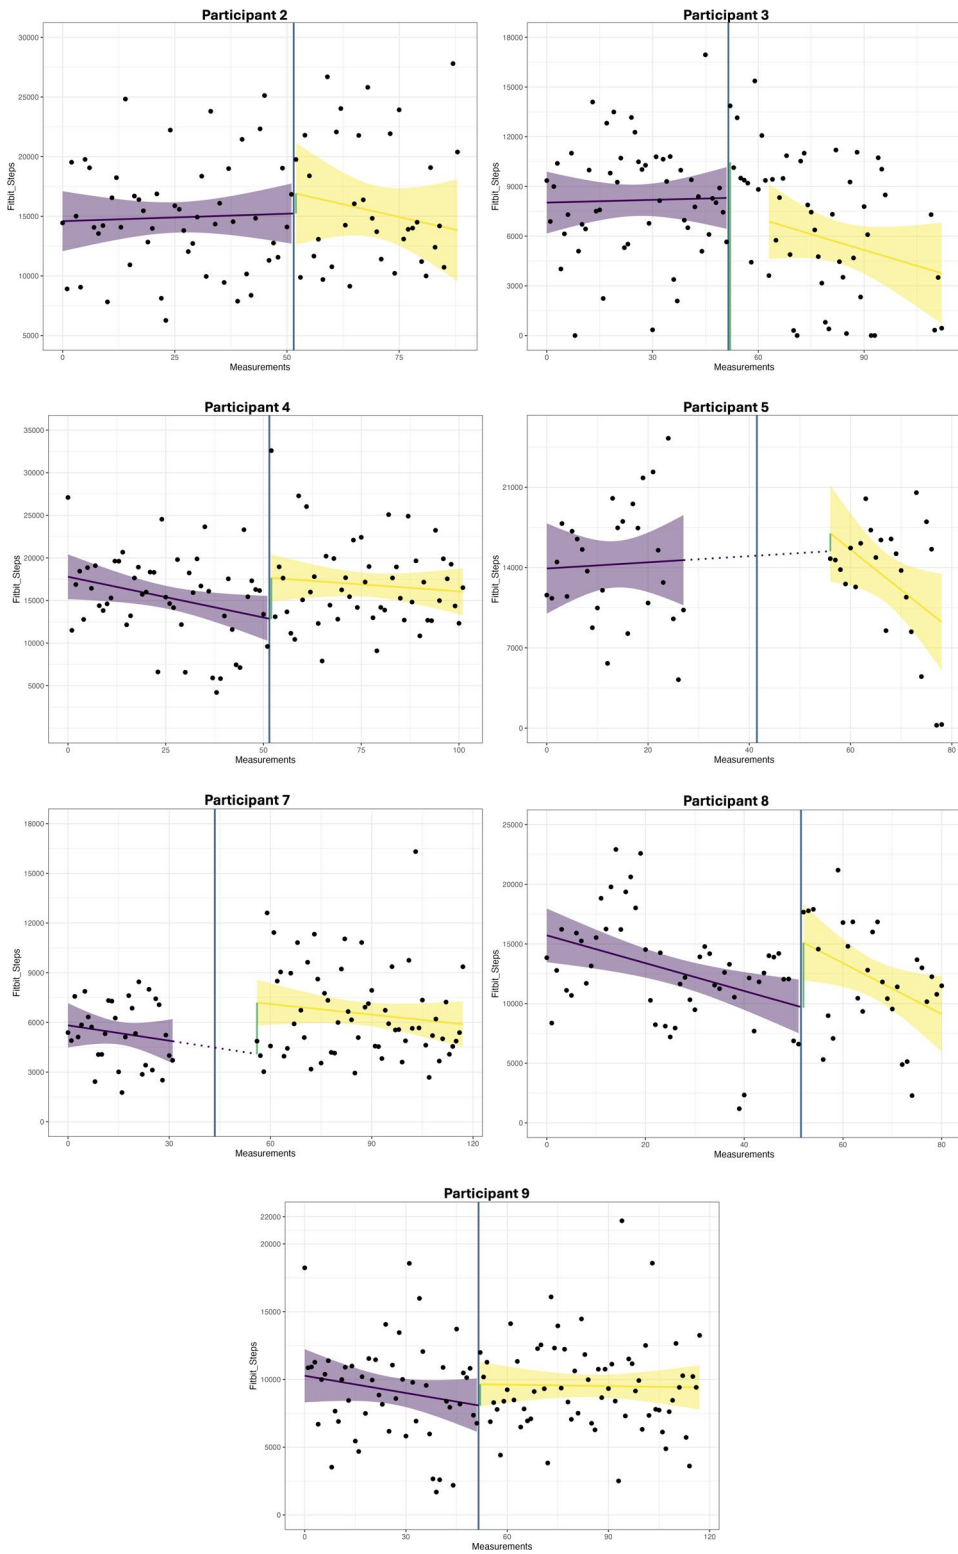 Participant 2
Fitbit_Steps
30000
25000
20000
15000
10000
5000
0 25 50 75
Measurements
Participant 3
Fitbit_Steps
18000
15000
12000
9000
6000
3000
0
0 30 60 90
Measurements
Participant 4
Fitbit_Steps
35000
30000
25000
20000
15000
10000
5000
0 25 50 75 100
Measurements
Participant 5
Fitbit_Steps
21000
14000
7000
0
0 20 40 60 80
Measurements
Participant 7
Fitbit_Steps
18000
15000
12000
9000
6000
3000
0
0 30 60 90 120
Measurements
Participant 8
Fitbit_Steps
25000
20000
15000
10000
5000
0
0 20 40 60 80
Measurements
Participant 9
Fitbit_Steps
22000
20000
15000
10000
5000
0
0 30 60 90 120
Measurements